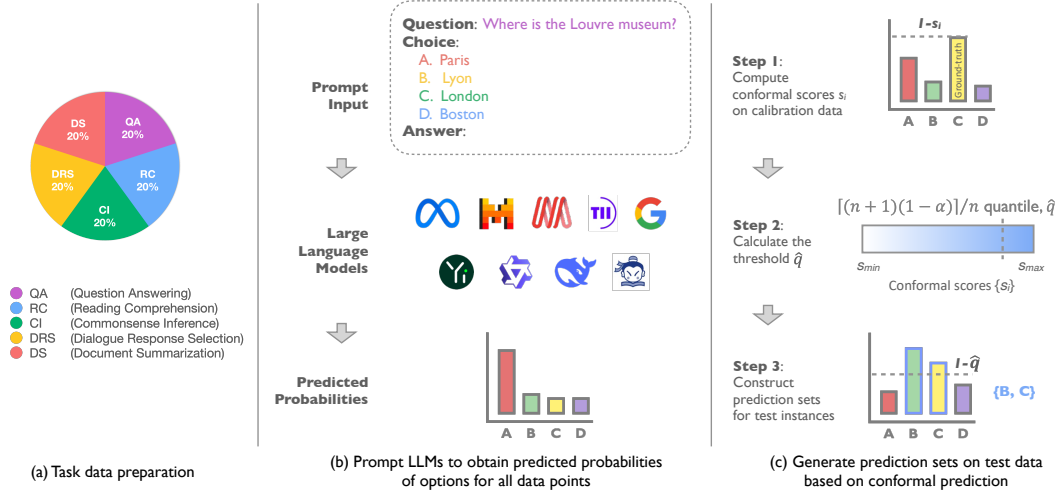 DS
20%
QA
20%
DRS
20%
RC
20%
CI
20%
QA (Question Answering)
RC (Reading Comprehension)
CI (Commonsense Inference)
DRS (Dialogue Response Selection)
DS (Document Summarization)
(a) Task data preparation
Prompt
Input
Question: Where is the Louvre museum?
Choice:
A. Paris
B. Lyon
C. London
D. Boston
Answer:
Large
Language
Models
TII
Yi
Predicted
Probabilities
A B C D
(b) Prompt LLMs to obtain predicted probabilities
of options for all data points
Step 1:
Compute
conformal scores sᵢ
on calibration data
1-sᵢ
Ground-truth
A B C D
Step 2:
Calculate the
threshold q̂
⌈(n + 1)(1 − α)⌉/n quantile, q̂
Smin Smax
Conformal scores {sᵢ}
Step 3:
Construct
prediction sets
for test instances
1-q̂
{B, C}
A B C D
(c) Generate prediction sets on test data
based on conformal prediction